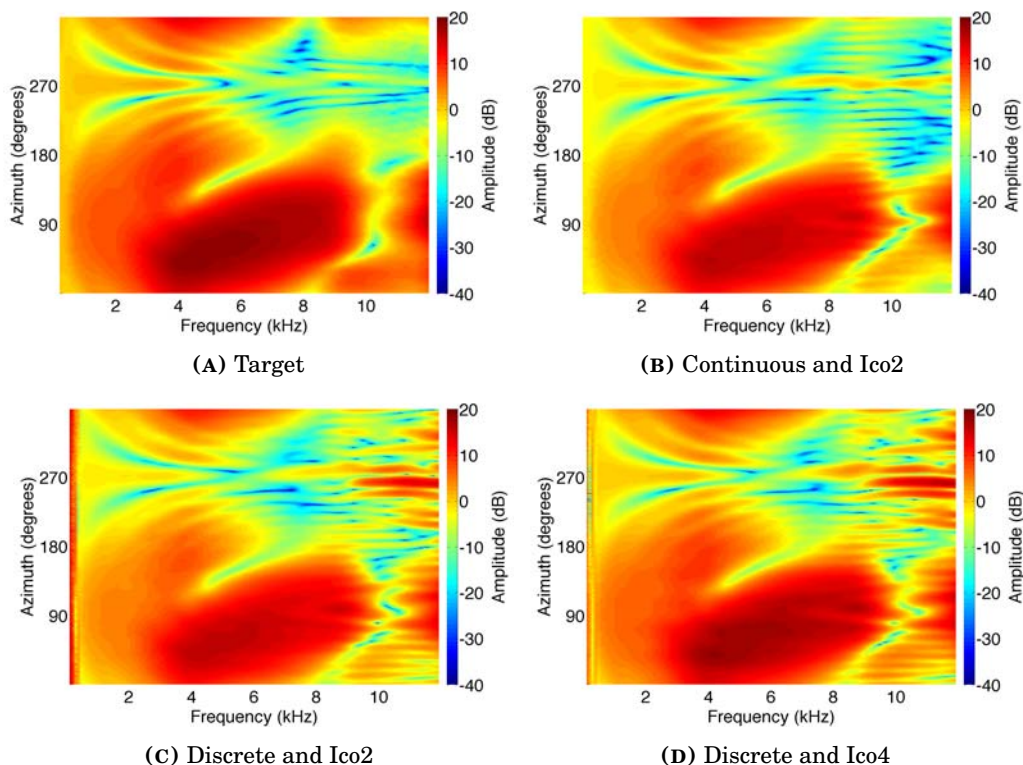 20
10
0
-10
-20
-30
-40
Amplitude (dB)
270
180
90
Azimuth (degrees)
2 4 6 8 10
Frequency (kHz)
(A) Target
20
10
0
-10
-20
-30
-40
Amplitude (dB)
270
180
90
Azimuth (degrees)
2 4 6 8 10
Frequency (kHz)
(B) Continuous and Ico2
20
10
0
-10
-20
-30
-40
Amplitude (dB)
270
180
90
Azimuth (degrees)
2 4 6 8 10
Frequency (kHz)
(C) Discrete and Ico2
20
10
0
-10
-20
-30
-40
Amplitude (dB)
270
180
90
Azimuth (degrees)
2 4 6 8 10
Frequency (kHz)
(D) Discrete and Ico4